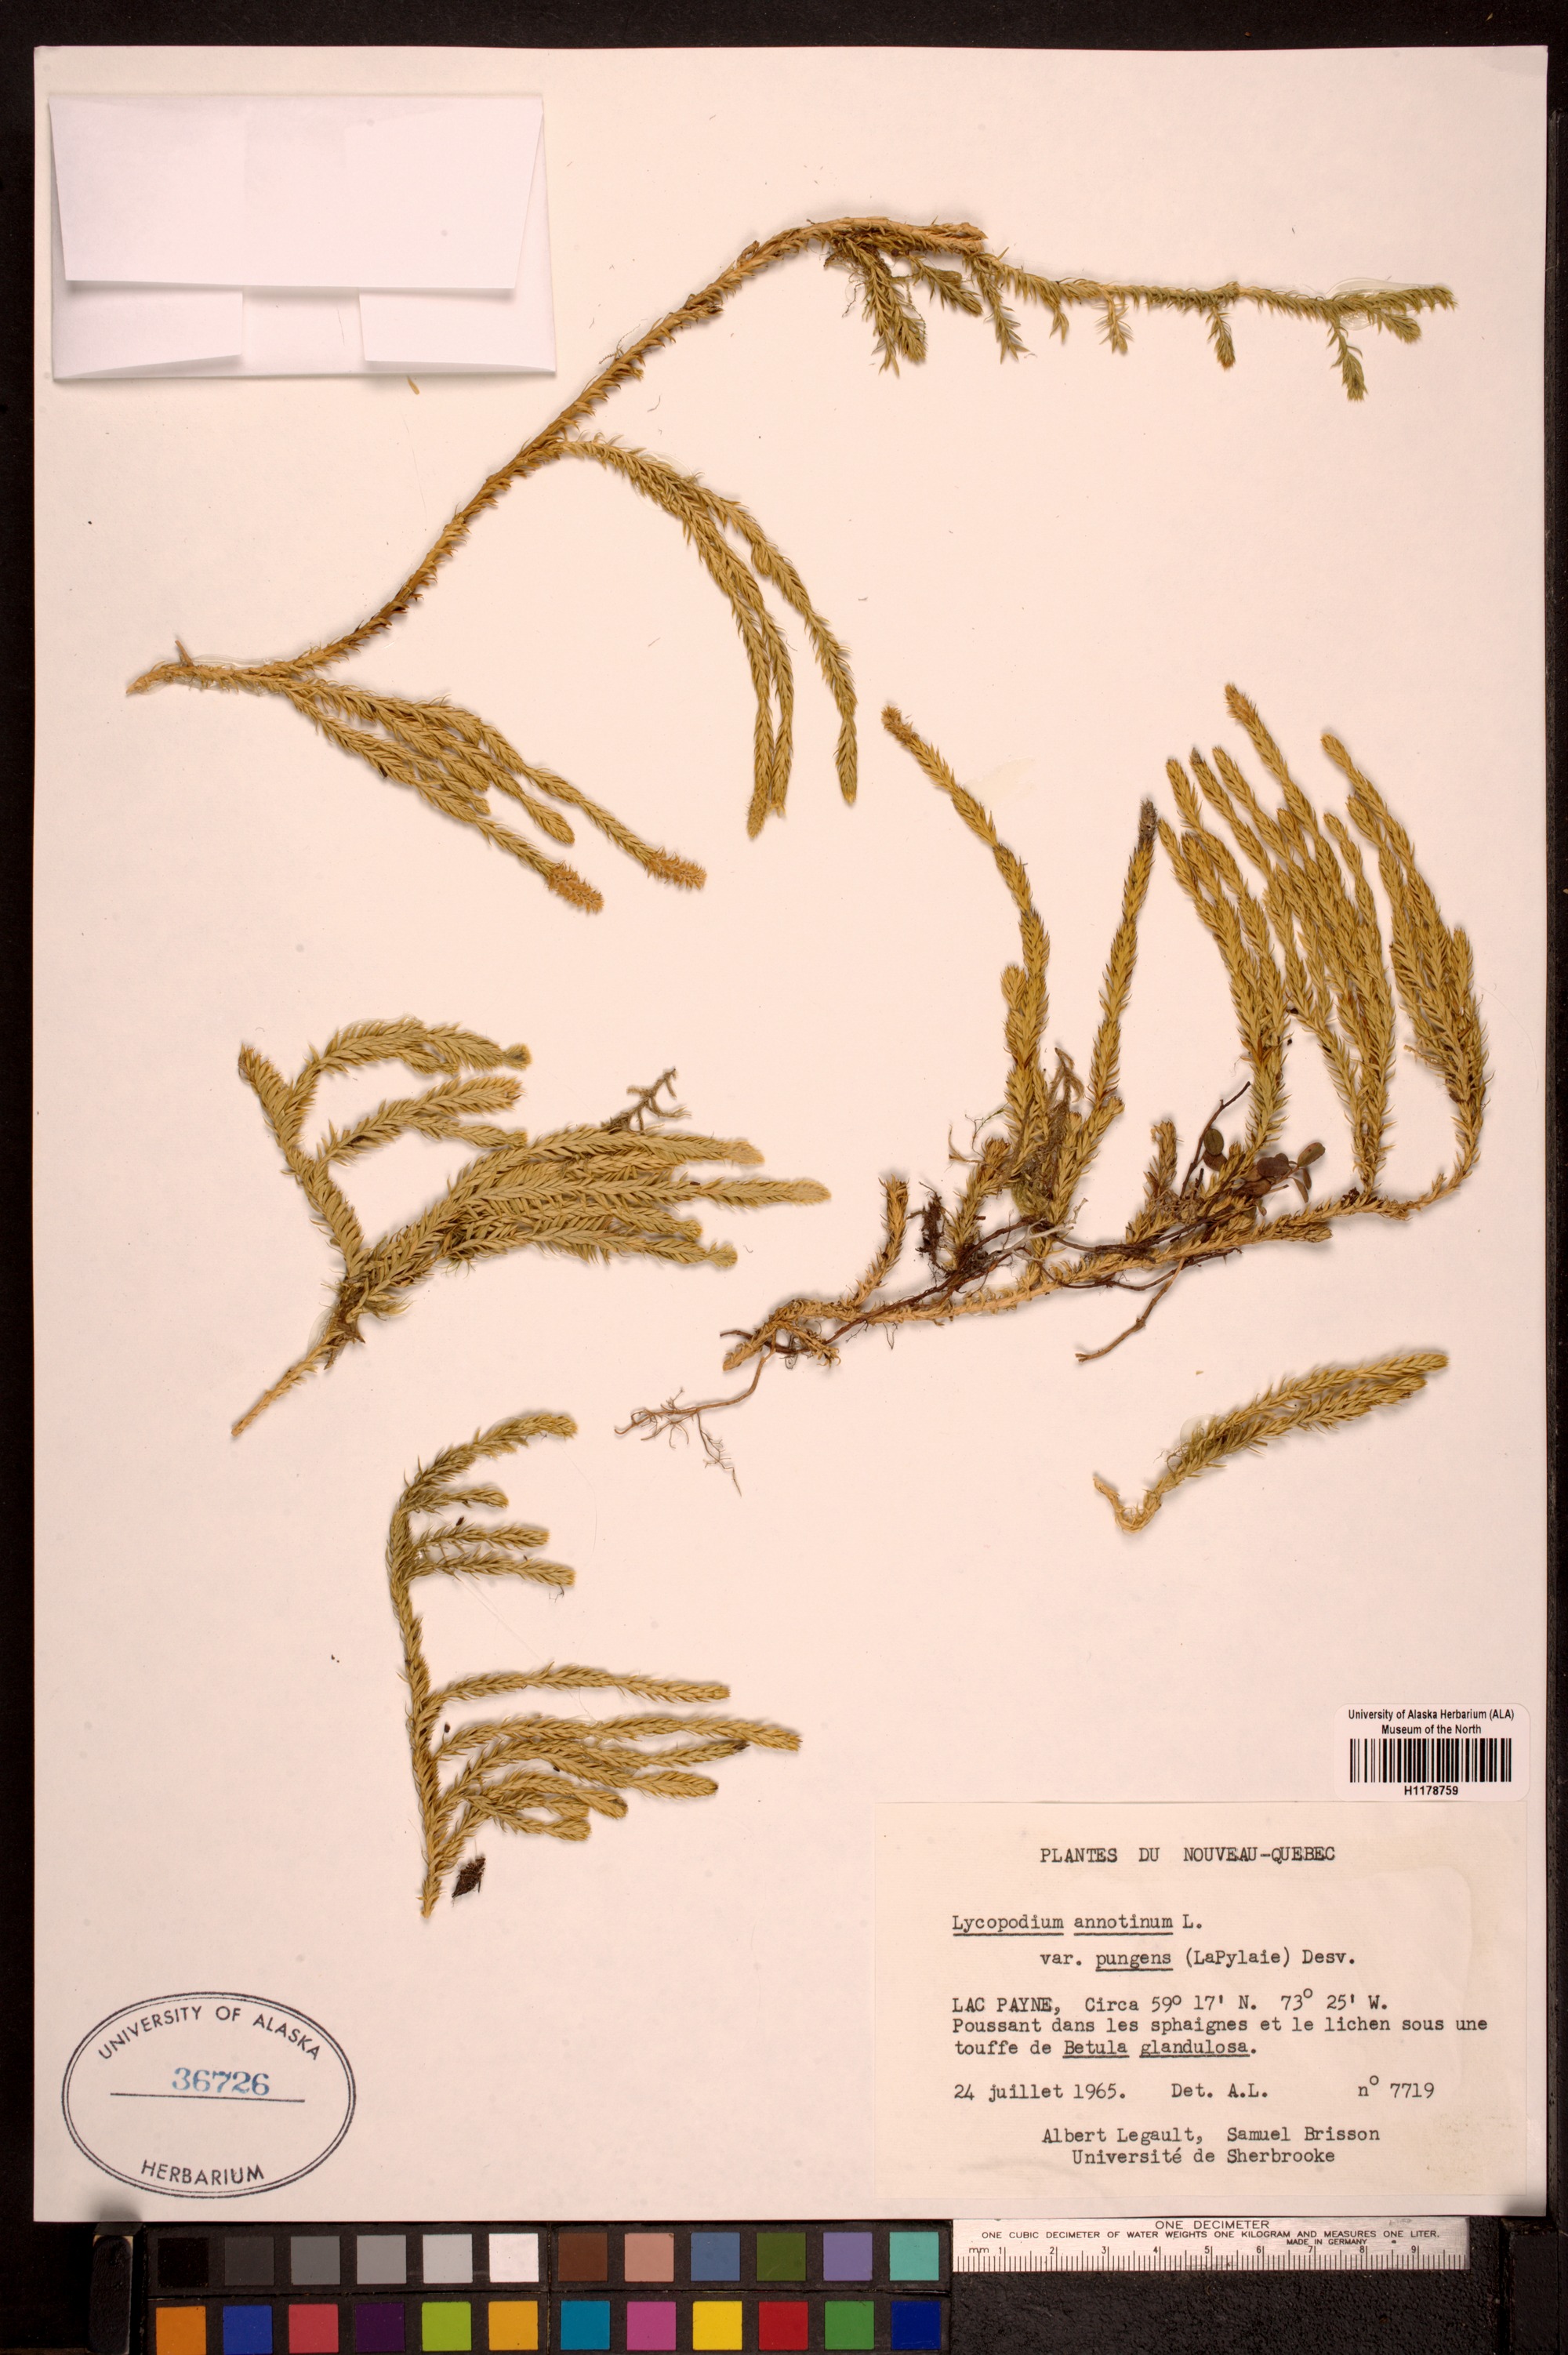 University of Alaska Herbarium (ALA)
Museum of the North
H1178759
PLANTES DU NOUVEAU-QUEBEC
Lycopodium annotinum L.
var. pungens (LaPylaie) Desv.
LAC PAYNE, Circa 59° 17' N. 73° 25' W.
Poussant dans les sphaignes et le lichen sous une
touffe de Betula glandulosa.
24 juillet 1965. Det. A.L. n° 7719
Albert Legault, Samuel Brisson
Université de Sherbrooke
UNIVERSITY OF ALASKA
36726
HERBARIUM
ONE DECIMETER
ONE CUBIC DECIMETER OF WATER WEIGHTS ONE KILOGRAM AND MEASURES ONE LITER.
MADE IN GERMANY
mm 1 2 3 4 5 6 7 8 9